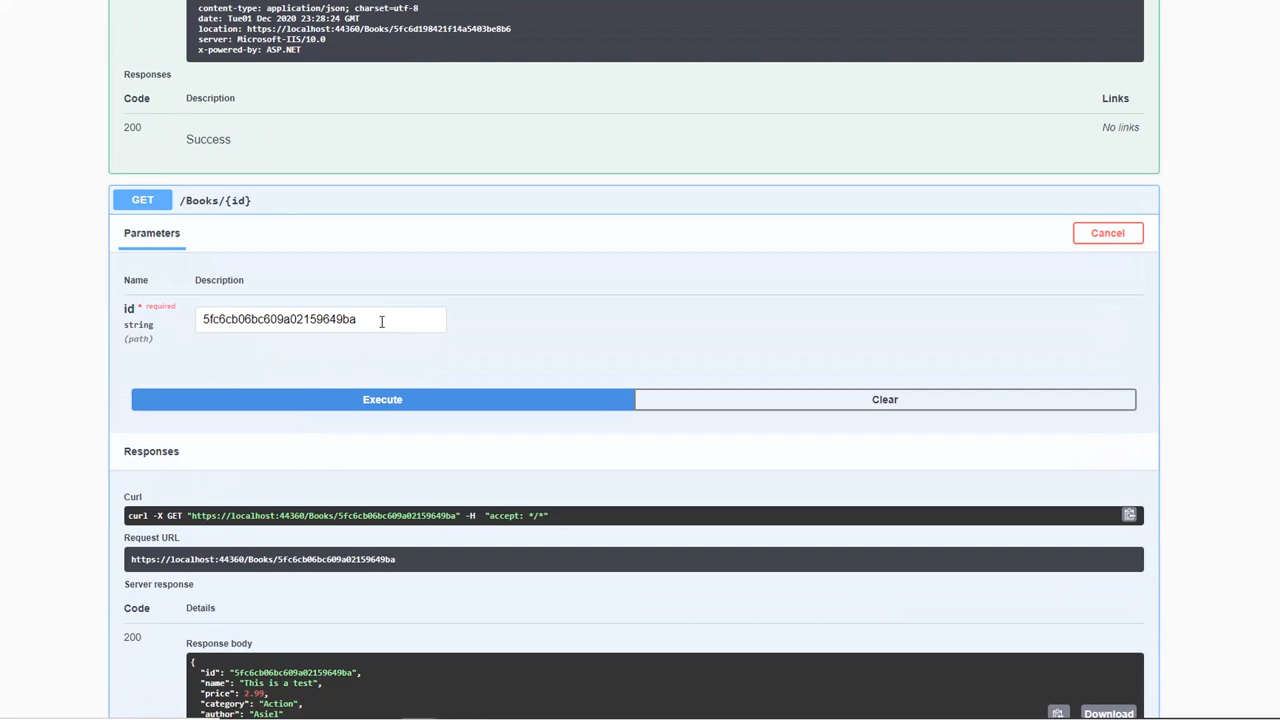 content-type: application/json; charset=utf-8
date: Tue01 Dec 2020 23:28:24 GMT
location: https://localhost:44360/Books/5fc6d198421f14a5403be8b6
server: Microsoft-IIS/10.0
x-powered-by: ASP.NET
Responses
Code Description Links
200 Success No links
GET /Books/{id}
Parameters Cancel
Name Description
id * required
string
(path)
5fc6cb06bc609a02159649ba
Execute Clear
Responses
Curl
curl -X GET "https://localhost:44360/Books/5fc6cb06bc609a02159649ba" -H "accept: */*"
Request URL
https://localhost:44360/Books/5fc6cb06bc609a02159649ba
Server response
Code Details
200 Response body
{
"id": "5fc6cb06bc609a02159649ba",
"name": "This is a test",
"price": 2.99,
"category": "Action",
"author": "Asiel"
Download